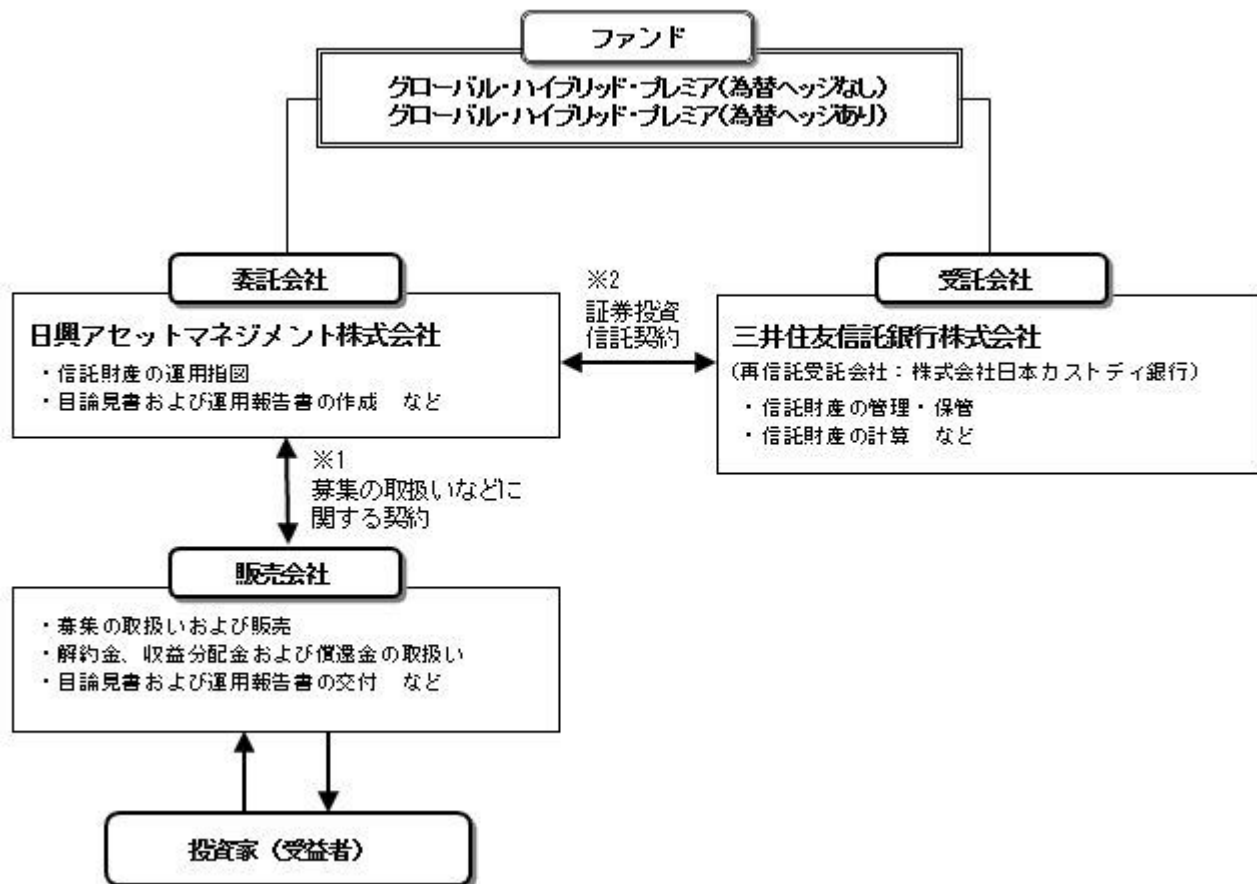 ファンド
グローバル・ハイブリッド・プレミア(為替ヘッジなし)
グローバル・ハイブリッド・プレミア(為替ヘッジあり)
委託会社
日興アセットマネジメント株式会社
・信託財産の運用指図
・目論見書および運用報告書の作成 など
※2
証券投資
信託契約
受託会社
三井住友信託銀行株式会社
(再信託受託会社:株式会社日本カストディ銀行)
・信託財産の管理・保管
・信託財産の計算 など
※1
募集の取扱いなどに
関する契約
販売会社
・募集の取扱いおよび販売
・解約金、収益分配金および償還金の取扱い
・目論見書および運用報告書の交付 など
投資家(受益者)